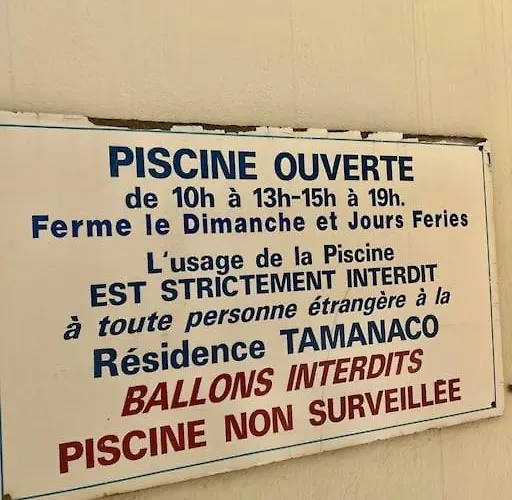 PISCINE OUVERTE
de 10h à 13h-15h à 19h.
Ferme le Dimanche et Jours Feries
L'usage de la Piscine
EST STRICTEMENT INTERDIT
à toute personne étrangère à la
Résidence TAMANACO
BALLONS INTERDITS
PISCINE NON SURVEILLÉE